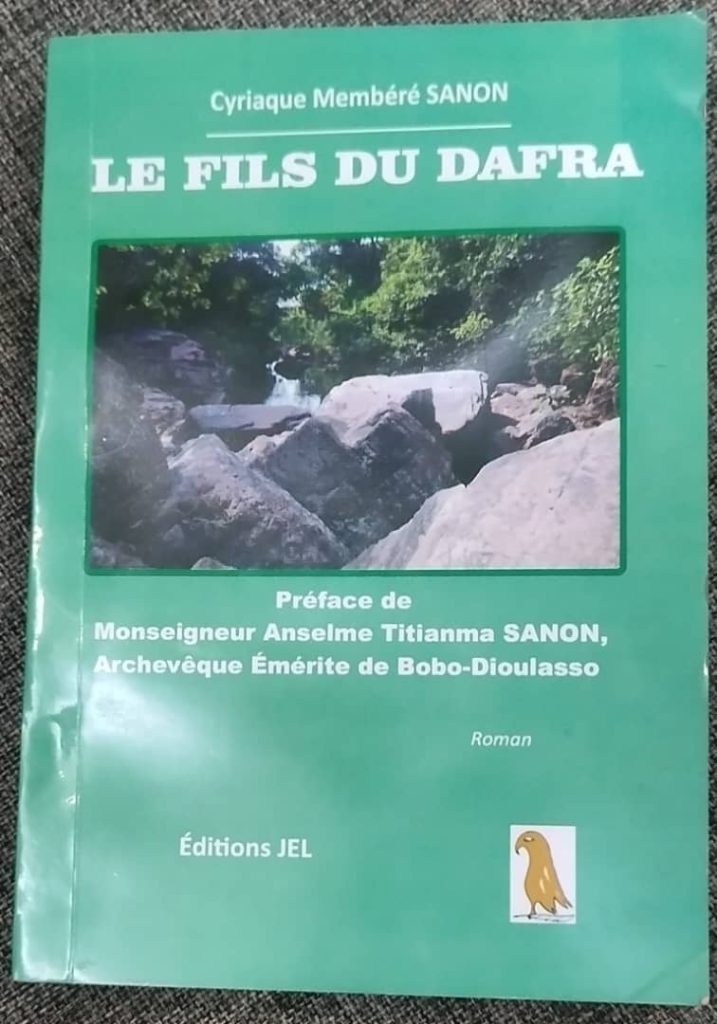 Cyriaque Membéré SANON
LE FILS DU DAFRA
Préface de
Monseigneur Anselme Titianma SANON,
Archevêque Émérite de Bobo-Dioulasso
Roman
Éditions JEL